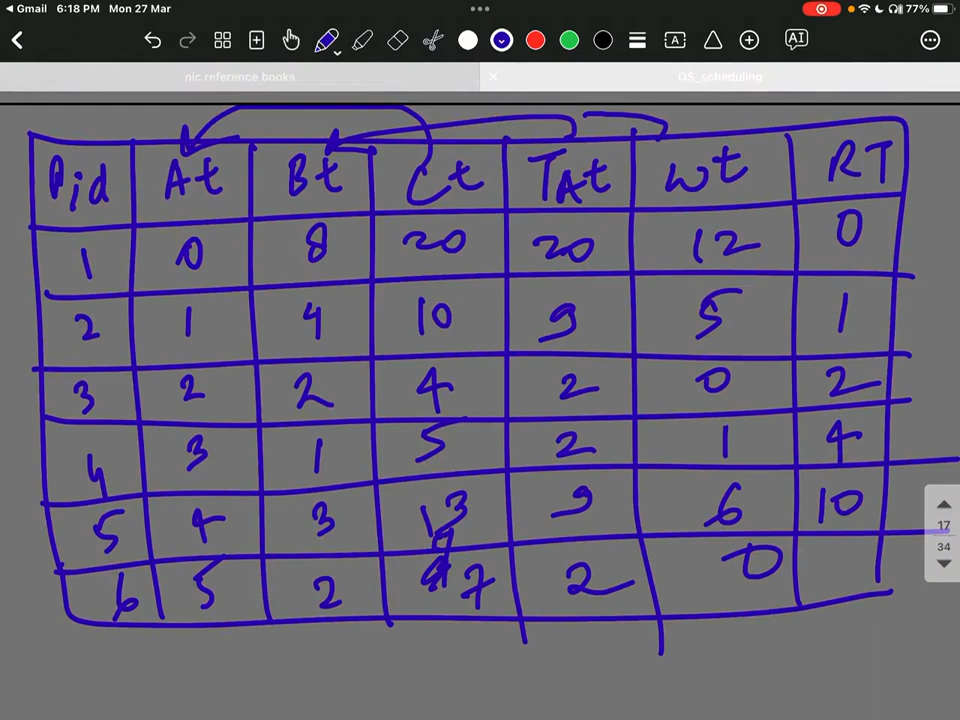 Gmail 6:18 PM Mon 27 Mar 77%
A AI
nic reference books OS_scheduling
Pid At Bt Ct TAt Wt RT
1 0 8 20 20 12 0
2 1 4 10 9 5 1
3 2 2 4 2 0 2
4 3 1 5 2 1 4
5 4 3 13 9 6 10
6 5 2 7 2 0
17
34